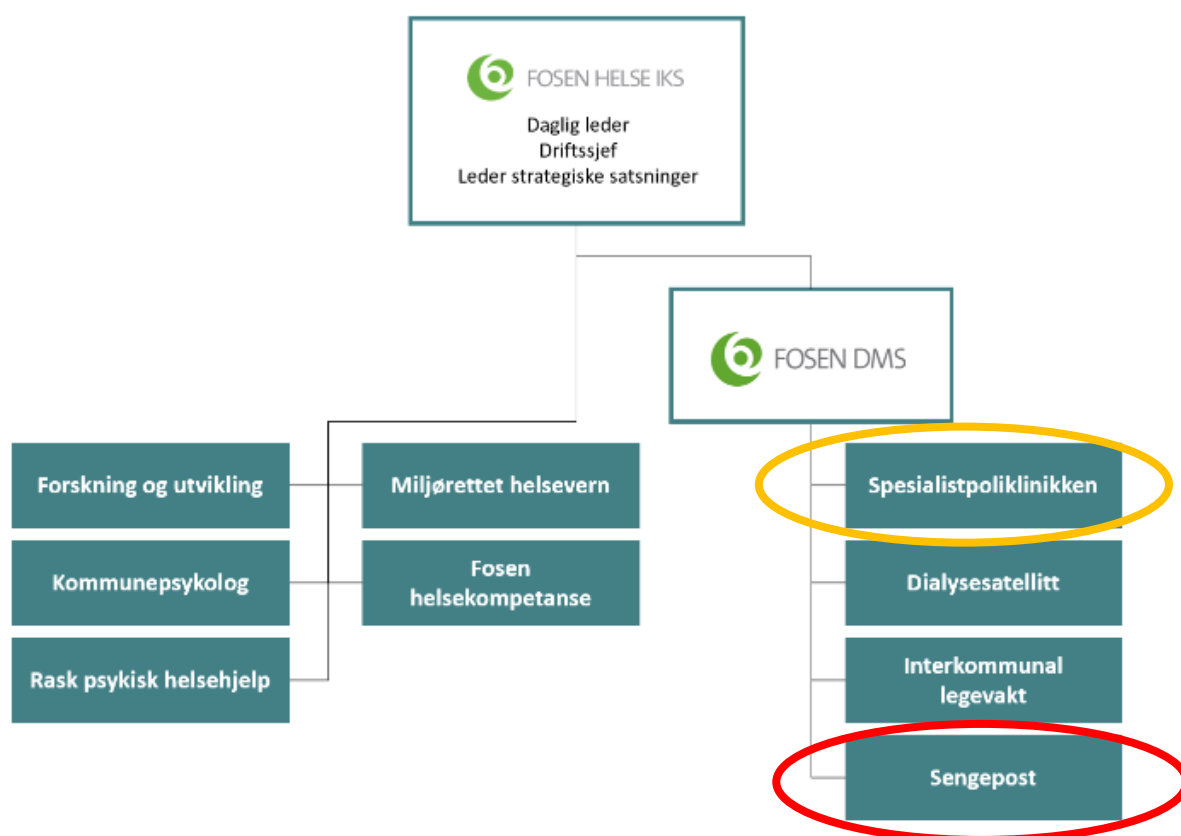 FOSEN HELSE IKS
Daglig leder
Driftssjef
Leder strategiske satsninger
FOSEN DMS
Forskning og utvikling
Miljørettet helsevern
Kommunepsykolog
Fosen
helsekompetanse
Rask psykisk helsehjelp
Spesialistpoliklinikken
Dialysesatellitt
Interkommunal
legevakt
Sengepost